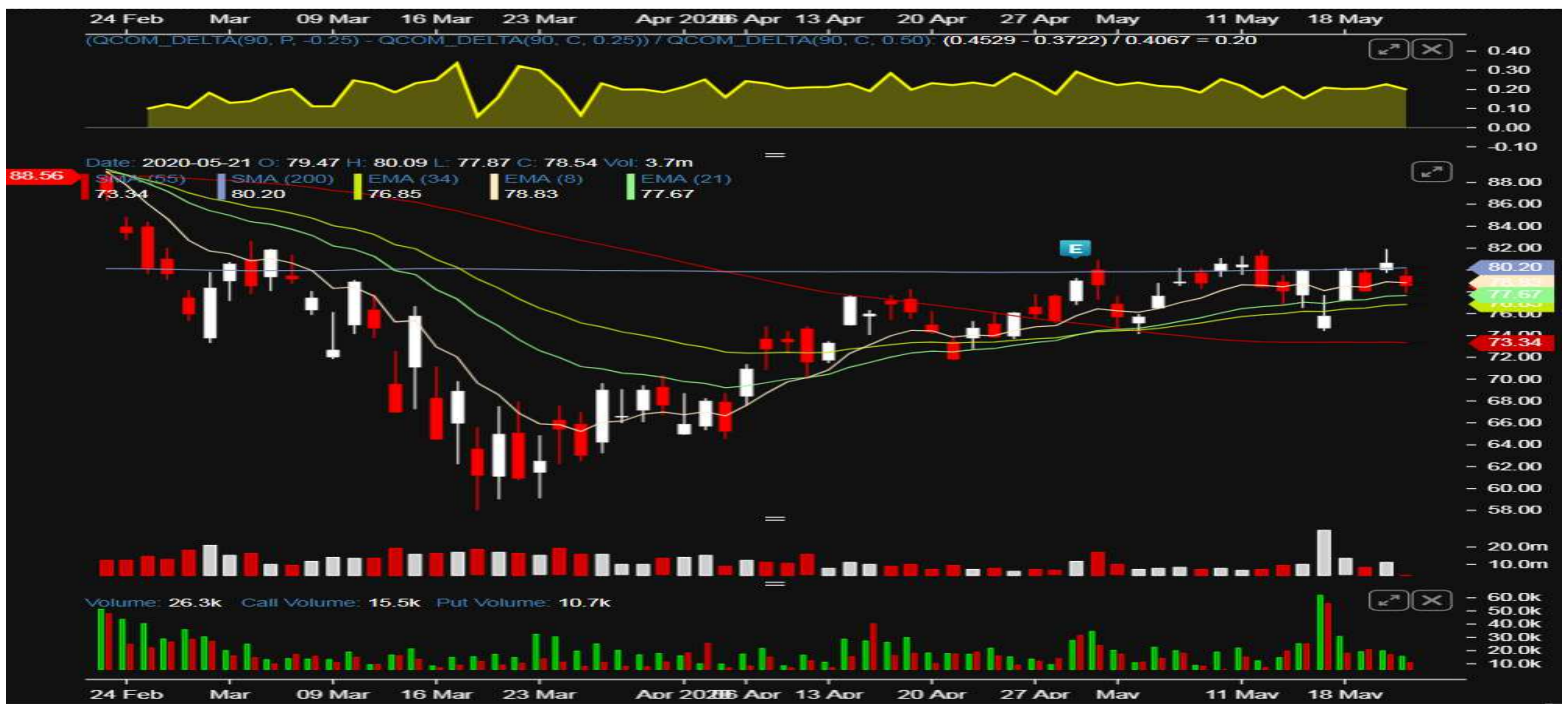 24 Feb Mar 09 Mar 16 Mar 23 Mar Apr 06 Apr 13 Apr 20 Apr 27 Apr May 11 May 18 May
(QCOM_DELTA(90, P, -0.25) - QCOM_DELTA(90, C, 0.25)) / QCOM_DELTA(90, C, 0.50): (0.4529 - 0.3722) / 0.4067 = 0.20
0.40
0.30
0.20
0.10
0.00
-0.10
Date: 2020-05-21 O: 79.47 H: 80.09 L: 77.87 C: 78.54 Vol: 3.7m
88.56
SMA (55) SMA (200) EMA (34) EMA (8) EMA (21)
73.34 80.20 76.85 78.83 77.67
88.00
86.00
84.00
82.00
E
80.20
77.67
76.00
74.00
73.34
72.00
70.00
68.00
66.00
64.00
62.00
60.00
58.00
20.0m
10.0m
Volume: 26.3k Call Volume: 15.5k Put Volume: 10.7k
60.0k
50.0k
40.0k
30.0k
20.0k
10.0k
24 Feb Mar 09 Mar 16 Mar 23 Mar Apr 06 Apr 13 Apr 20 Apr 27 Apr May 11 May 18 May